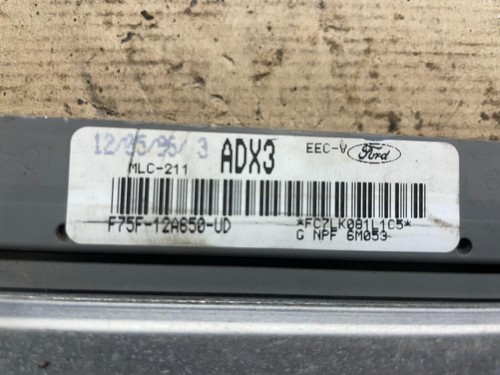 12/05/96/ 3
ADX3
EEC-V Ford
MLC-211
F75F-12A650-UD
*FC7LK081L1C5*
G NPF 6M053